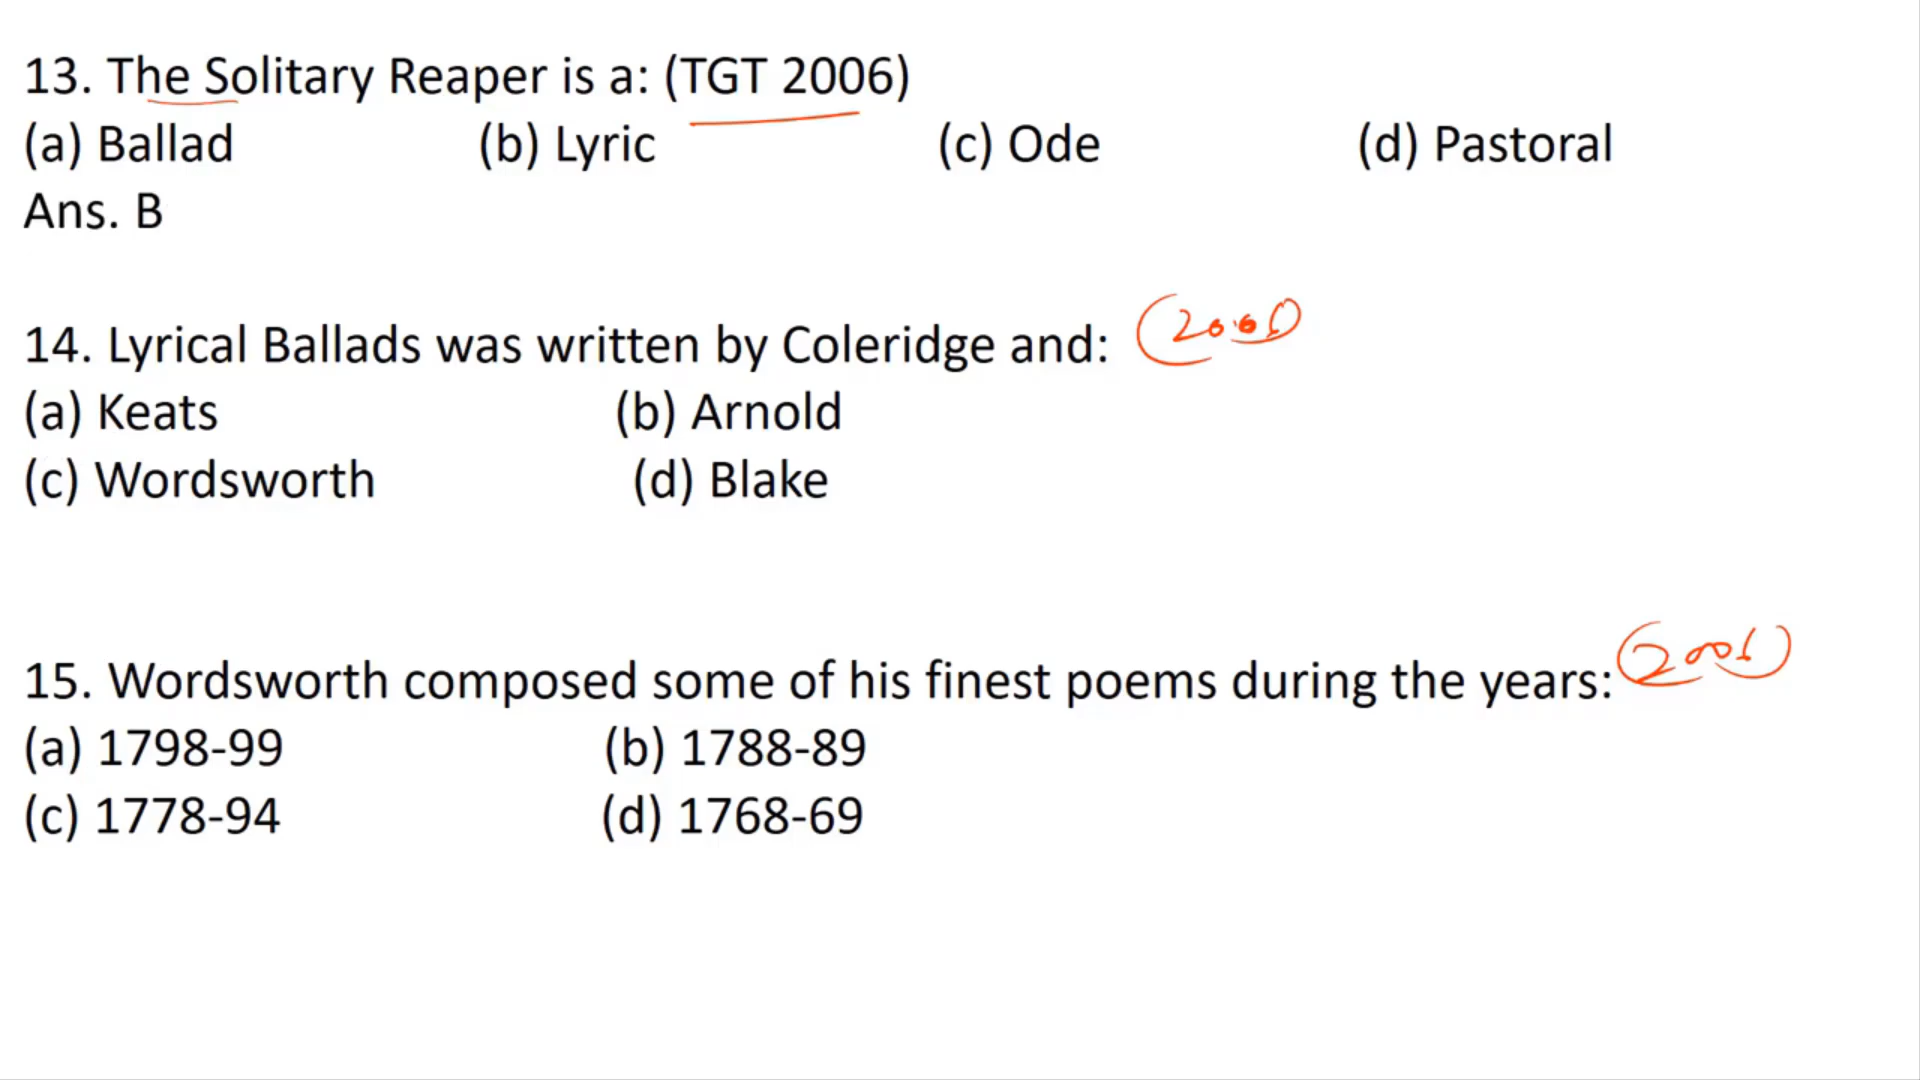 13. The Solitary Reaper is a: (TGT 2006)
(a) Ballad (b) Lyric (c) Ode (d) Pastoral
Ans. B
14. Lyrical Ballads was written by Coleridge and:
(a) Keats (b) Arnold
(c) Wordsworth (d) Blake
15. Wordsworth composed some of his finest poems during the years:
(a) 1798-99 (b) 1788-89
(c) 1778-94 (d) 1768-69